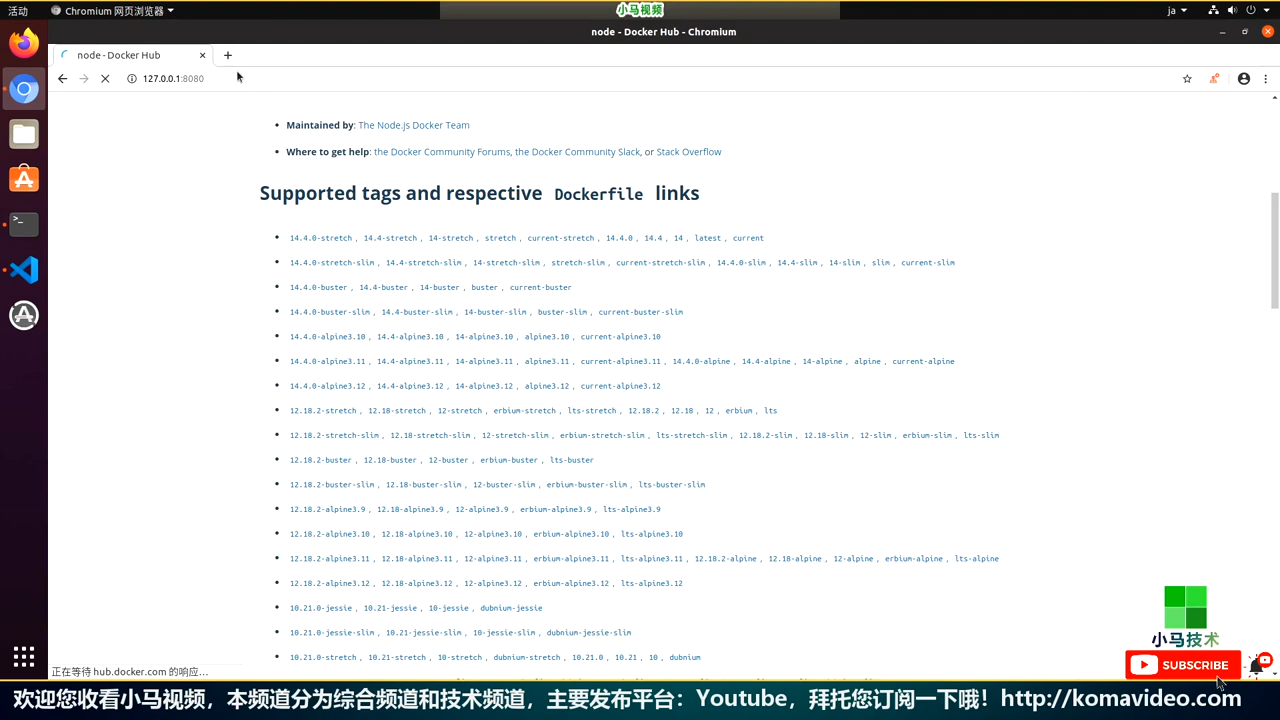 活动
Chromium 网页浏览器
小马视频
ja
node - Docker Hub - Chromium
node - Docker Hub
127.0.0.1:8080
Maintained by: The Node.js Docker Team
Where to get help: the Docker Community Forums, the Docker Community Slack, or Stack Overflow
Supported tags and respective Dockerfile links
14.4.0-stretch, 14.4-stretch, 14-stretch, stretch, current-stretch, 14.4.0, 14.4, 14, latest, current
14.4.0-stretch-slim, 14.4-stretch-slim, 14-stretch-slim, stretch-slim, current-stretch-slim, 14.4.0-slim, 14.4-slim, 14-slim, slim, current-slim
14.4.0-buster, 14.4-buster, 14-buster, buster, current-buster
14.4.0-buster-slim, 14.4-buster-slim, 14-buster-slim, buster-slim, current-buster-slim
14.4.0-alpine3.10, 14.4-alpine3.10, 14-alpine3.10, alpine3.10, current-alpine3.10
14.4.0-alpine3.11, 14.4-alpine3.11, 14-alpine3.11, alpine3.11, current-alpine3.11, 14.4.0-alpine, 14.4-alpine, 14-alpine, alpine, current-alpine
14.4.0-alpine3.12, 14.4-alpine3.12, 14-alpine3.12, alpine3.12, current-alpine3.12
12.18.2-stretch, 12.18-stretch, 12-stretch, erbium-stretch, lts-stretch, 12.18.2, 12.18, 12, erbium, lts
12.18.2-stretch-slim, 12.18-stretch-slim, 12-stretch-slim, erbium-stretch-slim, lts-stretch-slim, 12.18.2-slim, 12.18-slim, 12-slim, erbium-slim, lts-slim
12.18.2-buster, 12.18-buster, 12-buster, erbium-buster, lts-buster
12.18.2-buster-slim, 12.18-buster-slim, 12-buster-slim, erbium-buster-slim, lts-buster-slim
12.18.2-alpine3.9, 12.18-alpine3.9, 12-alpine3.9, erbium-alpine3.9, lts-alpine3.9
12.18.2-alpine3.10, 12.18-alpine3.10, 12-alpine3.10, erbium-alpine3.10, lts-alpine3.10
12.18.2-alpine3.11, 12.18-alpine3.11, 12-alpine3.11, erbium-alpine3.11, lts-alpine3.11, 12.18.2-alpine, 12.18-alpine, 12-alpine, erbium-alpine, lts-alpine
12.18.2-alpine3.12, 12.18-alpine3.12, 12-alpine3.12, erbium-alpine3.12, lts-alpine3.12
10.21.0-jessie, 10.21-jessie, 10-jessie, dubnium-jessie
10.21.0-jessie-slim, 10.21-jessie-slim, 10-jessie-slim, dubnium-jessie-slim
10.21.0-stretch, 10.21-stretch, 10-stretch, dubnium-stretch, 10.21.0, 10.21, 10, dubnium
正在等待 hub.docker.com 的响应…
小马技术
SUBSCRIBE
欢迎您收看小马视频，本频道分为综合频道和技术频道，主要发布平台：Youtube，拜托您订阅一下哦！http://komavideo.com